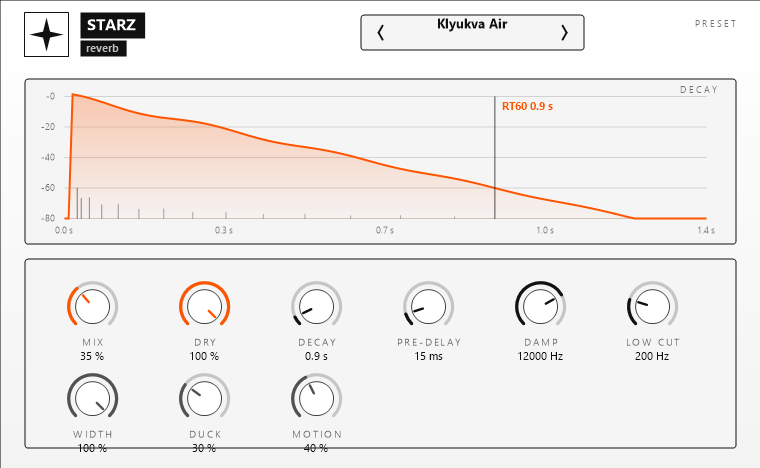 STARZ
reverb
Klyukva Air
PRESET
DECAY
-0
-20
-40
-60
-80
RT60 0.9 s
0.0 s
0.3 s
0.7 s
1.0 s
1.4 s
MIX
35 %
DRY
100 %
DECAY
0.9 s
PRE-DELAY
15 ms
DAMP
12000 Hz
LOW CUT
200 Hz
WIDTH
100 %
DUCK
30 %
MOTION
40 %